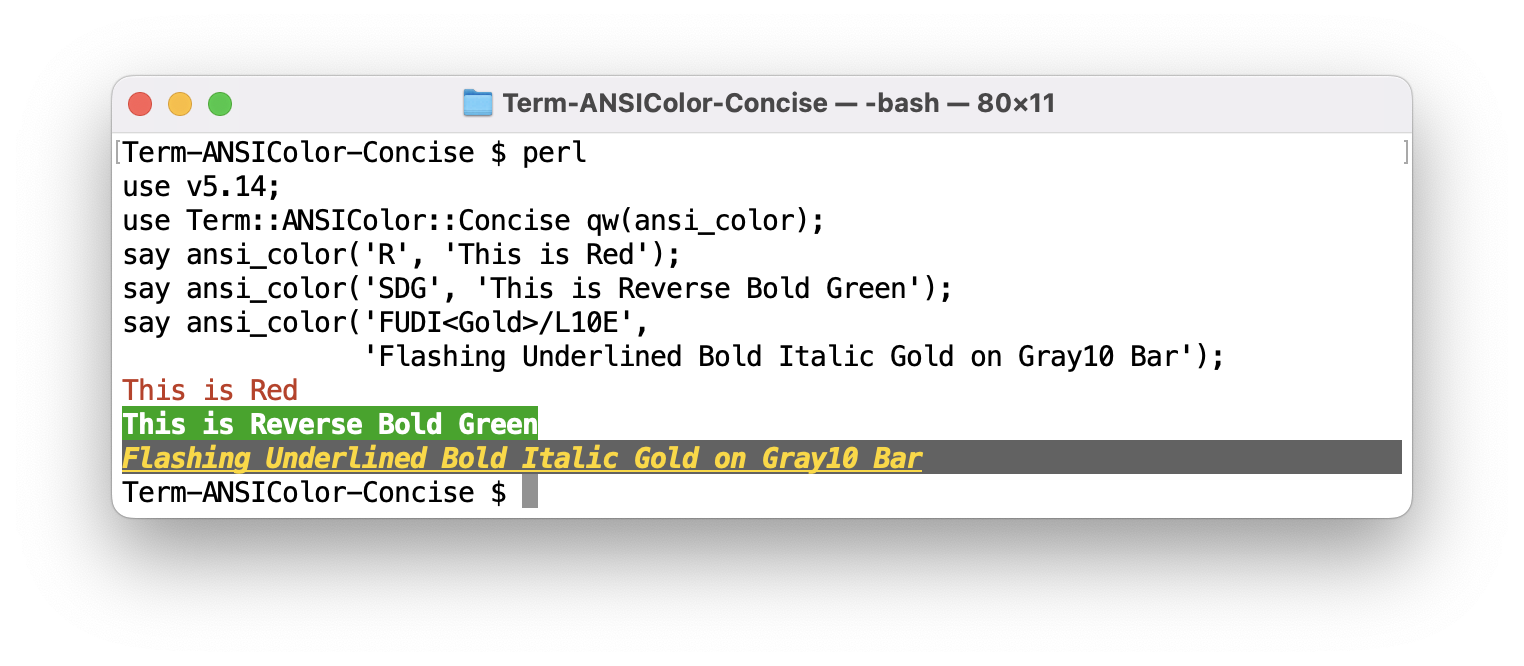 Term-ANSIColor-Concise — -bash — 80×11
[Term-ANSIColor-Concise $ perl ]
use v5.14;
use Term::ANSIColor::Concise qw(ansi_color);
say ansi_color('R', 'This is Red');
say ansi_color('SDG', 'This is Reverse Bold Green');
say ansi_color('FUDI<Gold>/L10E',
               'Flashing Underlined Bold Italic Gold on Gray10 Bar');
This is Red
This is Reverse Bold Green
Flashing Underlined Bold Italic Gold on Gray10 Bar
Term-ANSIColor-Concise $